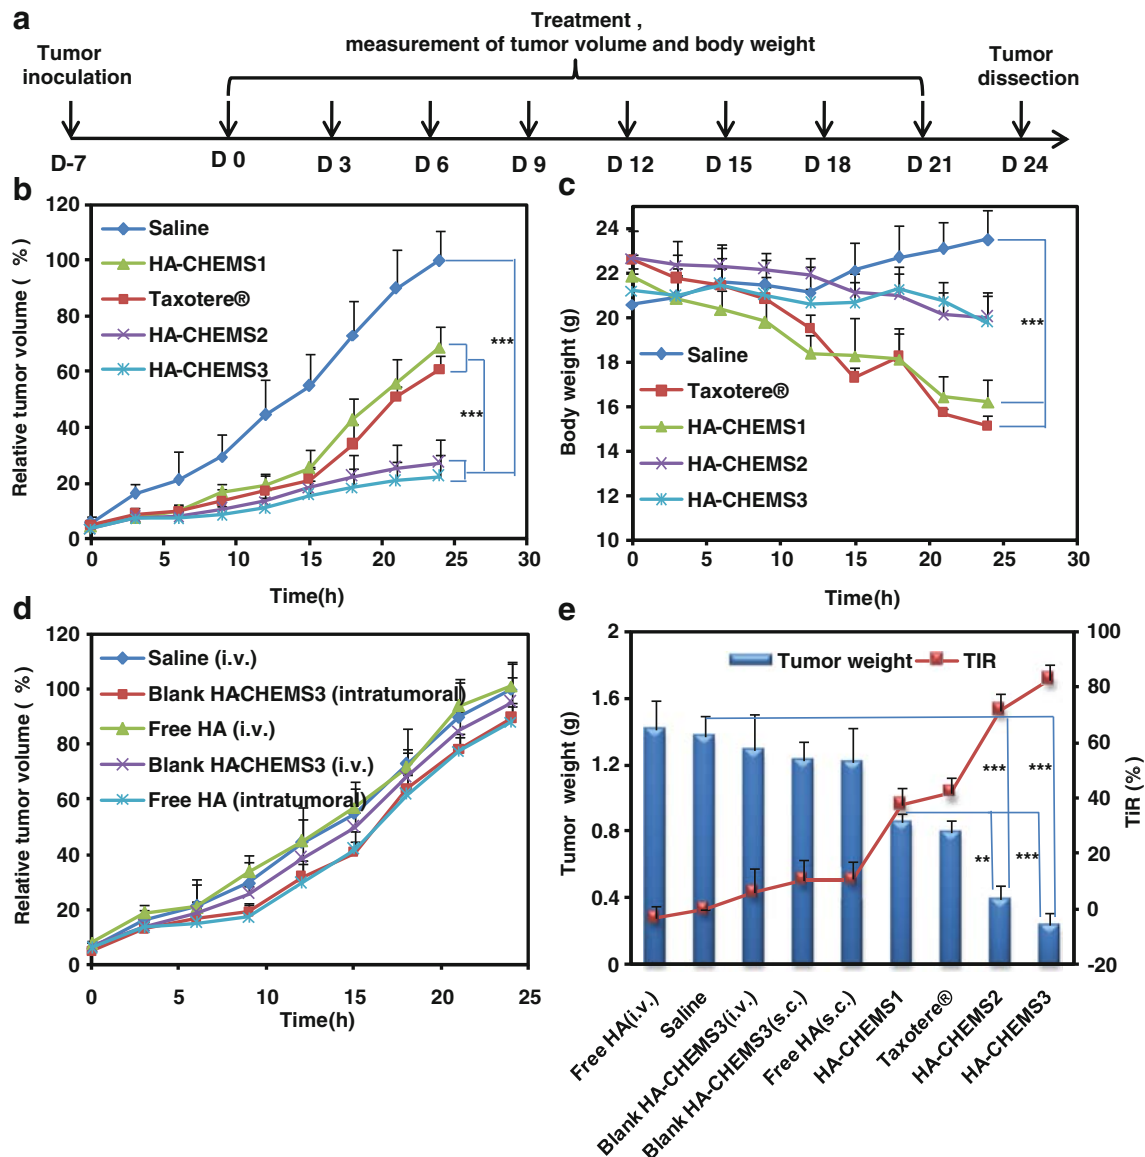 a
Treatment ,
measurement of tumor volume and body weight
Tumor
inoculation
Tumor
dissection
D-7
D 0
D 3
D 6
D 9
D 12
D 15
D 18
D 21
D 24
b
Relative tumor volume ( %)
120
100
80
60
40
20
0
0
5
10
15
20
25
30
Time(h)
Saline
HA-CHEMS1
Taxotere®
HA-CHEMS2
HA-CHEMS3
***
***
c
Body weight (g)
24
22
20
18
16
14
12
10
0
5
10
15
20
25
30
Time(h)
Saline
Taxotere®
HA-CHEMS1
HA-CHEMS2
HA-CHEMS3
***
d
Relative tumor volume ( %)
120
100
80
60
40
20
0
0
5
10
15
20
25
Time(h)
Saline (i.v.)
Blank HACHEMS3 (intratumoral)
Free HA (i.v.)
Blank HACHEMS3 (i.v.)
Free HA (intratumoral)
e
Tumor weight (g)
2
1.6
1.2
0.8
0.4
0
Tumor weight
TIR
100
80
60
40
20
0
-20
TiR (%)
***
***
**
***
Free HA(i.v.)
Saline
Blank HA-CHEMS3(i.v.)
Blank HA-CHEMS3(s.c.)
Free HA(s.c.)
HA-CHEMS1
Taxotere®
HA-CHEMS2
HA-CHEMS3